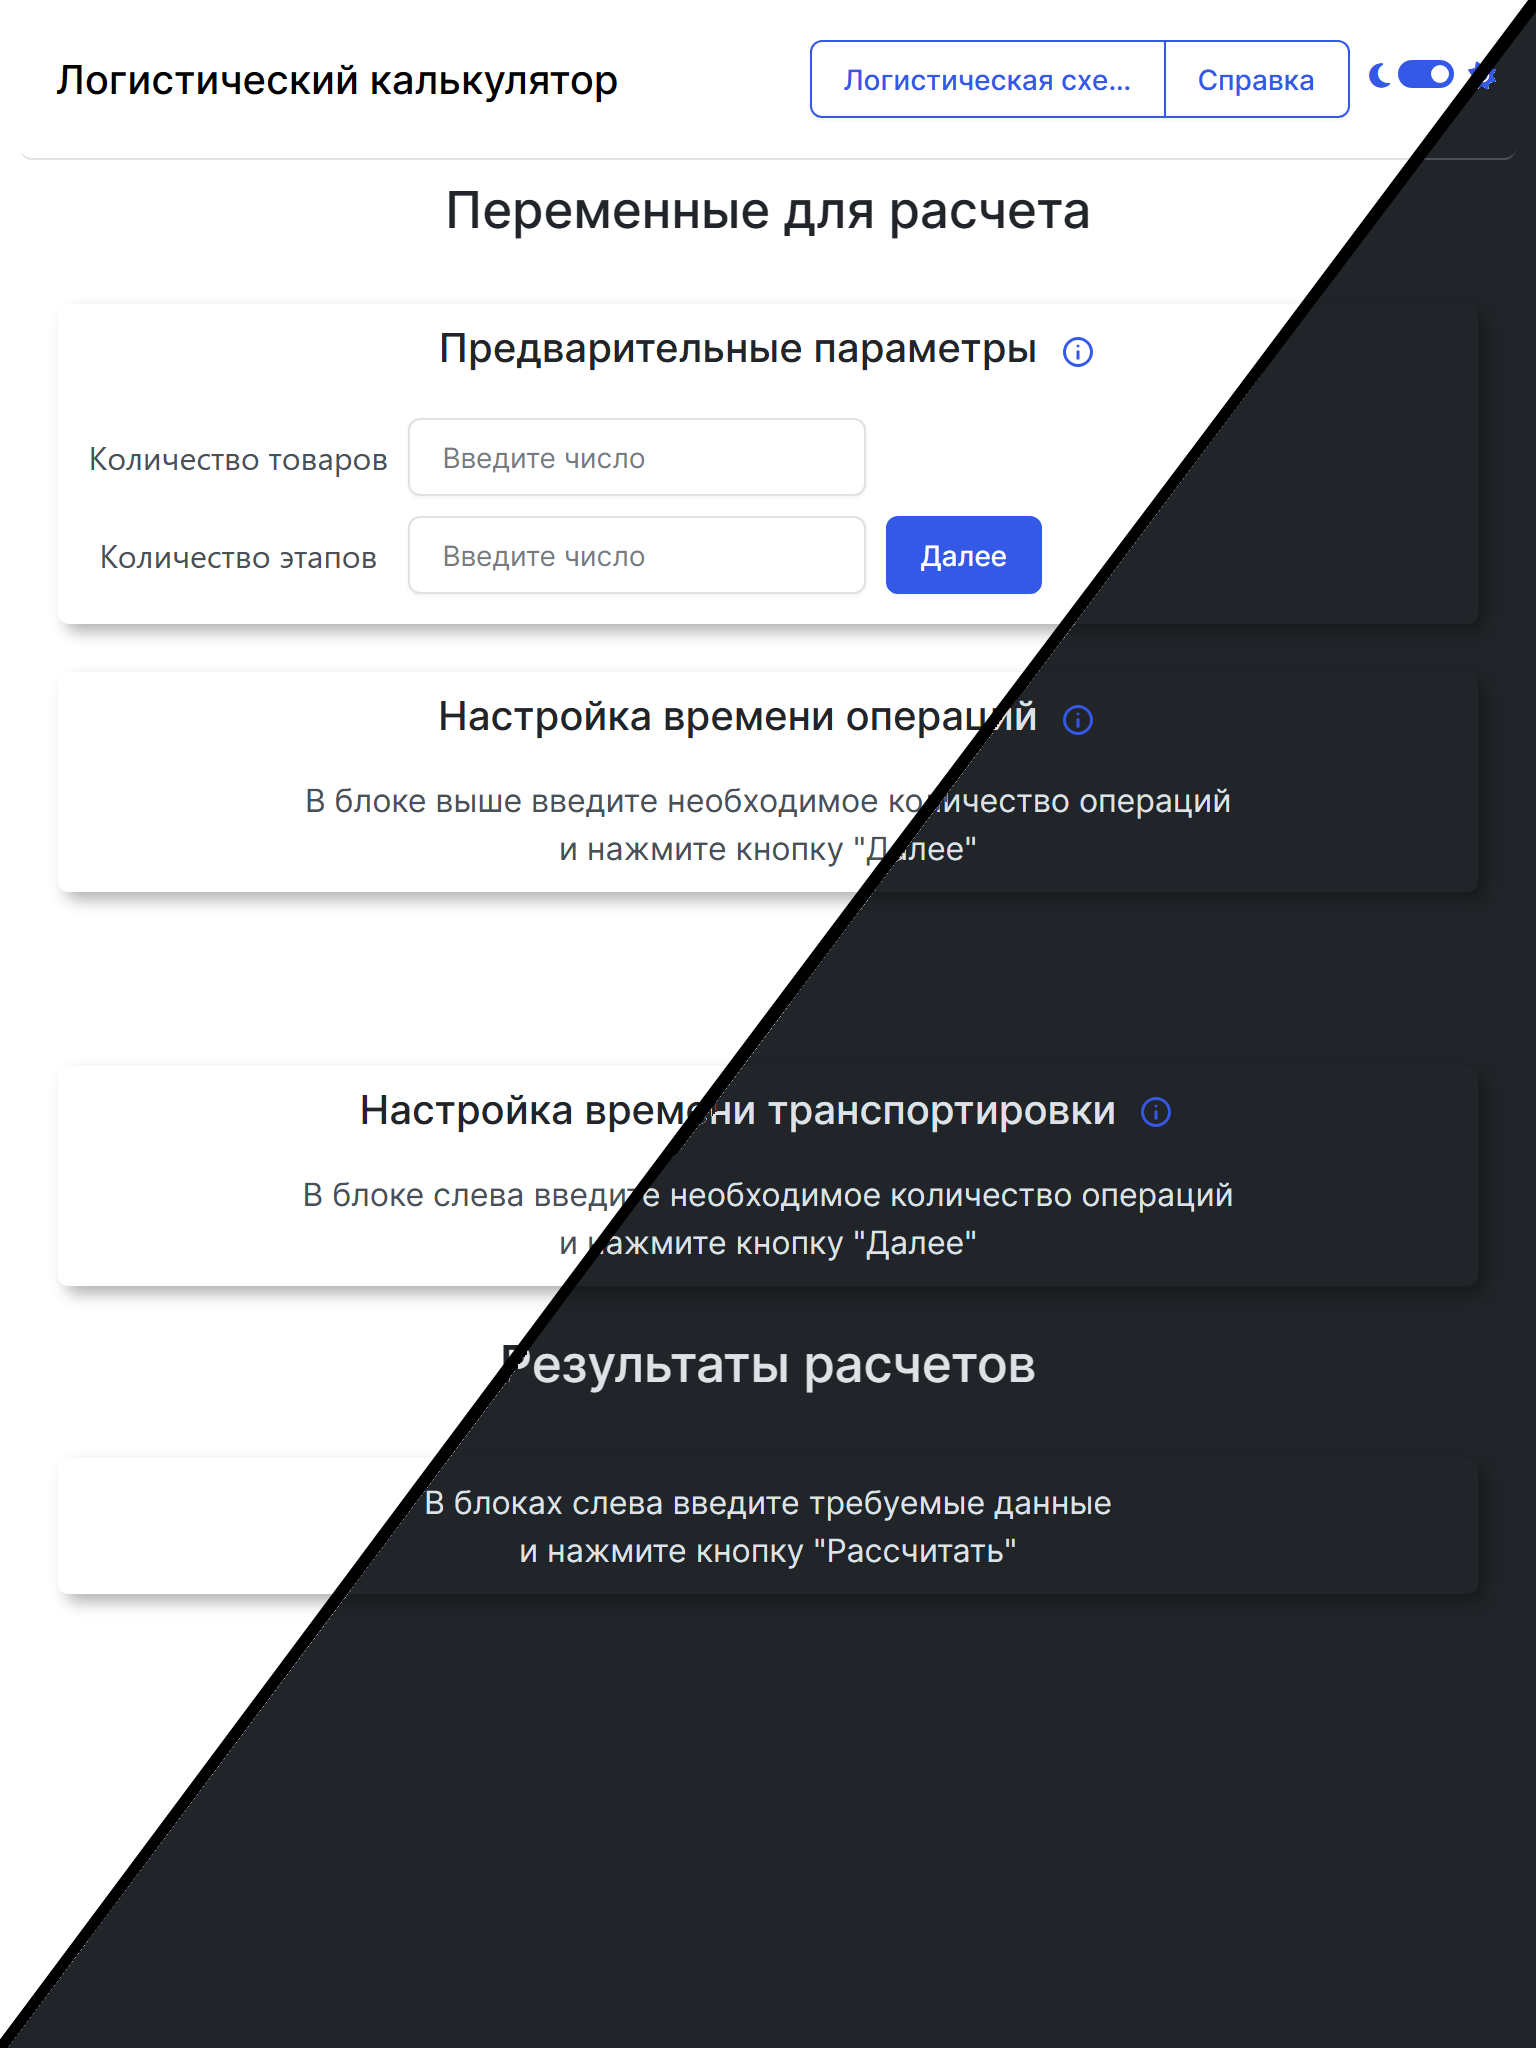 Логистический калькулятор
Логистическая схе...
Справка
Переменные для расчета
Предварительные параметры
Количество товаров
Введите число
Количество этапов
Введите число
Далее
Настройка времени операций
В блоке выше введите необходимое количество операций
и нажмите кнопку "Далее"
Настройка времени транспортировки
В блоке слева введите необходимое количество операций
и нажмите кнопку "Далее"
Результаты расчетов
В блоках слева введите требуемые данные
и нажмите кнопку "Рассчитать"